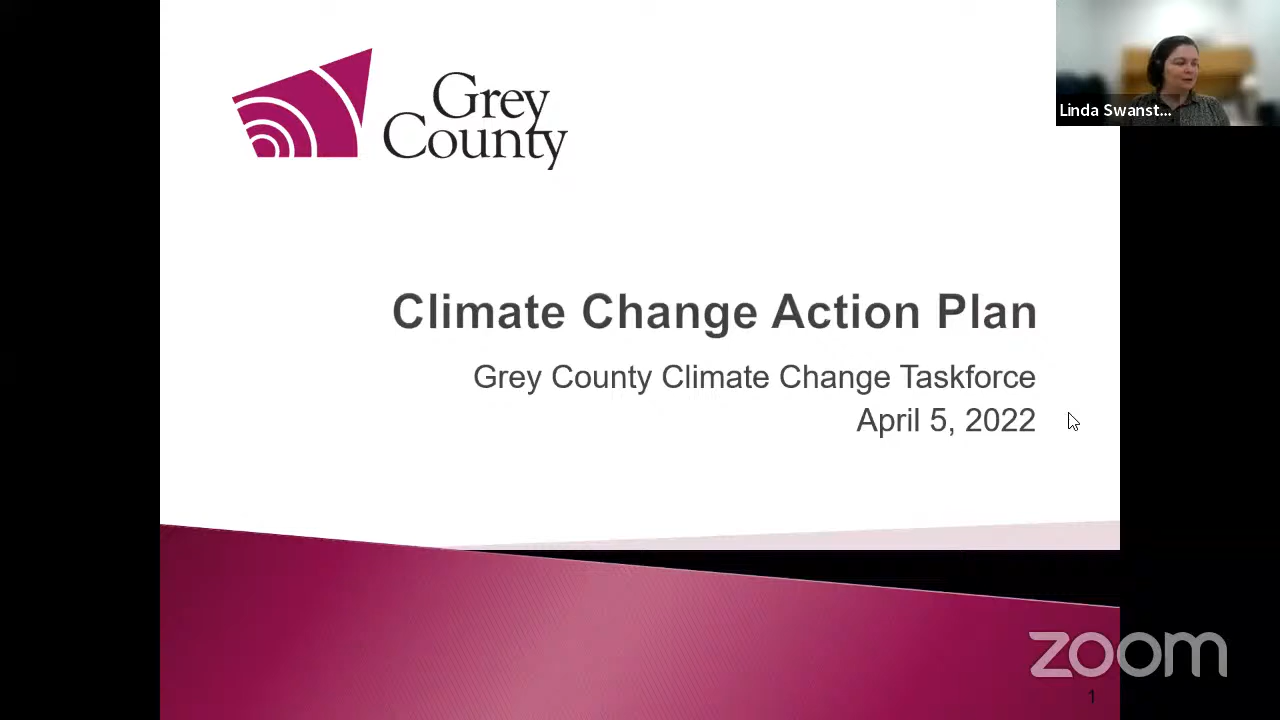 Grey
County
Linda Swanst...
Climate Change Action Plan
Grey County Climate Change Taskforce
April 5, 2022
zoom
1